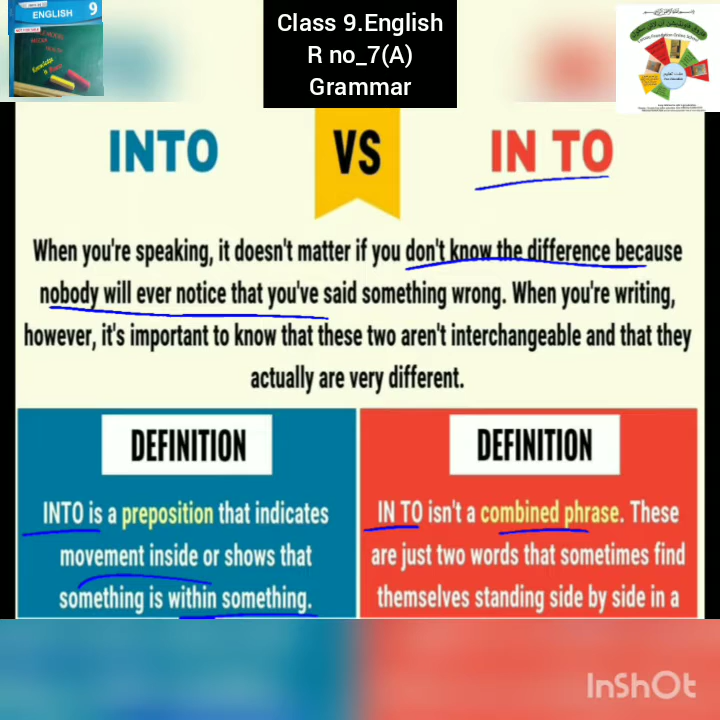 ENGLISH 9
Class 9.English
R no_7(A)
Grammar
INTO VS IN TO
When you're speaking, it doesn't matter if you don't know the difference because
nobody will ever notice that you've said something wrong. When you're writing,
however, it's important to know that these two aren't interchangeable and that they
actually are very different.
DEFINITION
INTO is a preposition that indicates
movement inside or shows that
something is within something.
DEFINITION
IN TO isn't a combined phrase. These
are just two words that sometimes find
themselves standing side by side in a
InShOt